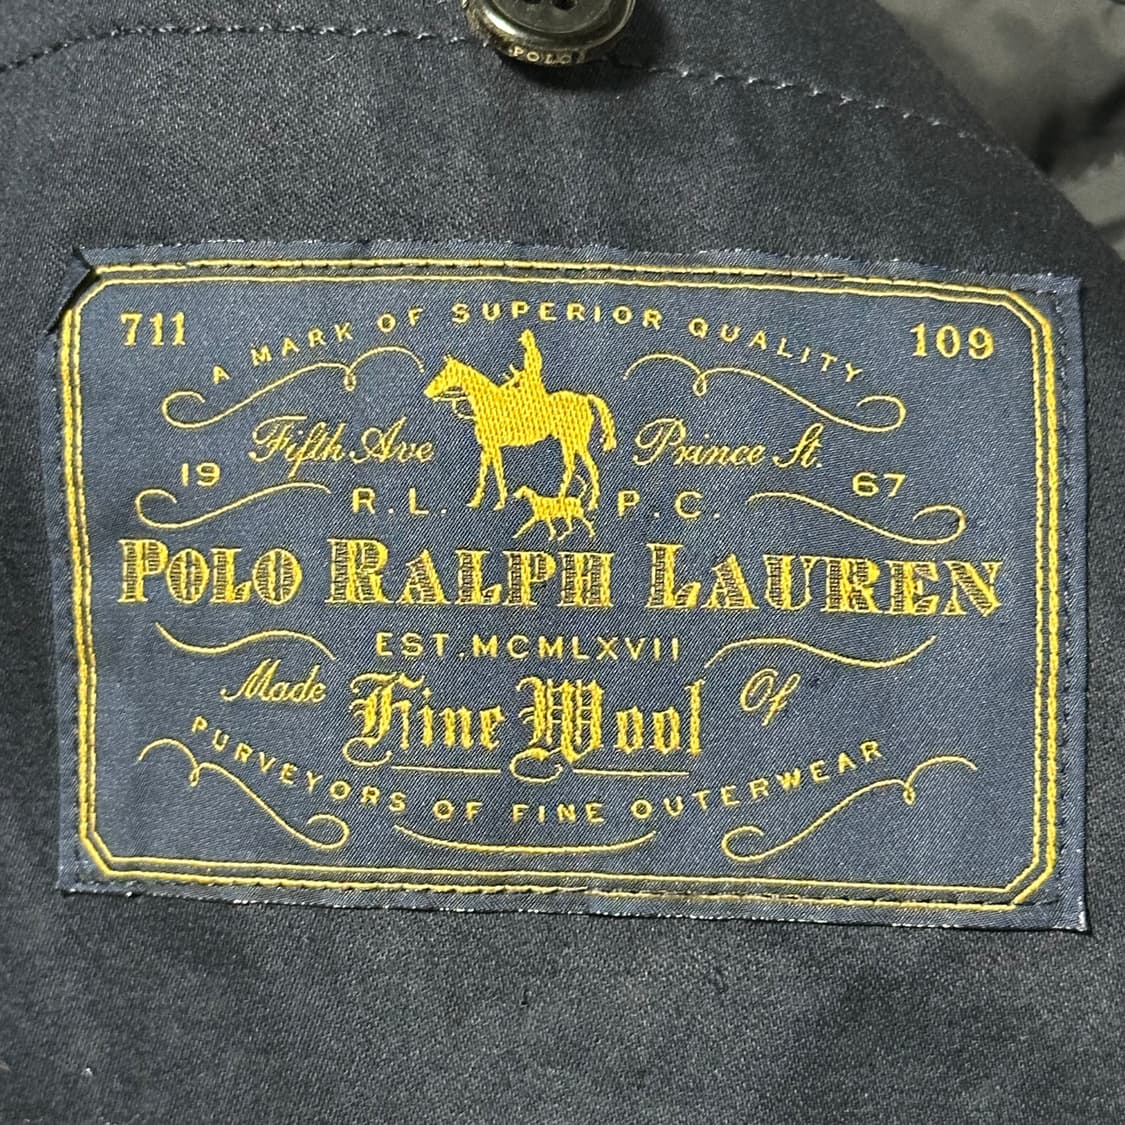 POLO
A MARK OF SUPERIOR QUALITY
711 109
Fifth Ave Prince St.
19 67
R.L. P.C.
POLO RALPH LAUREN
EST. MCMLXVII
Made Of
Fine Wool
PURVEYORS OF FINE OUTERWEAR